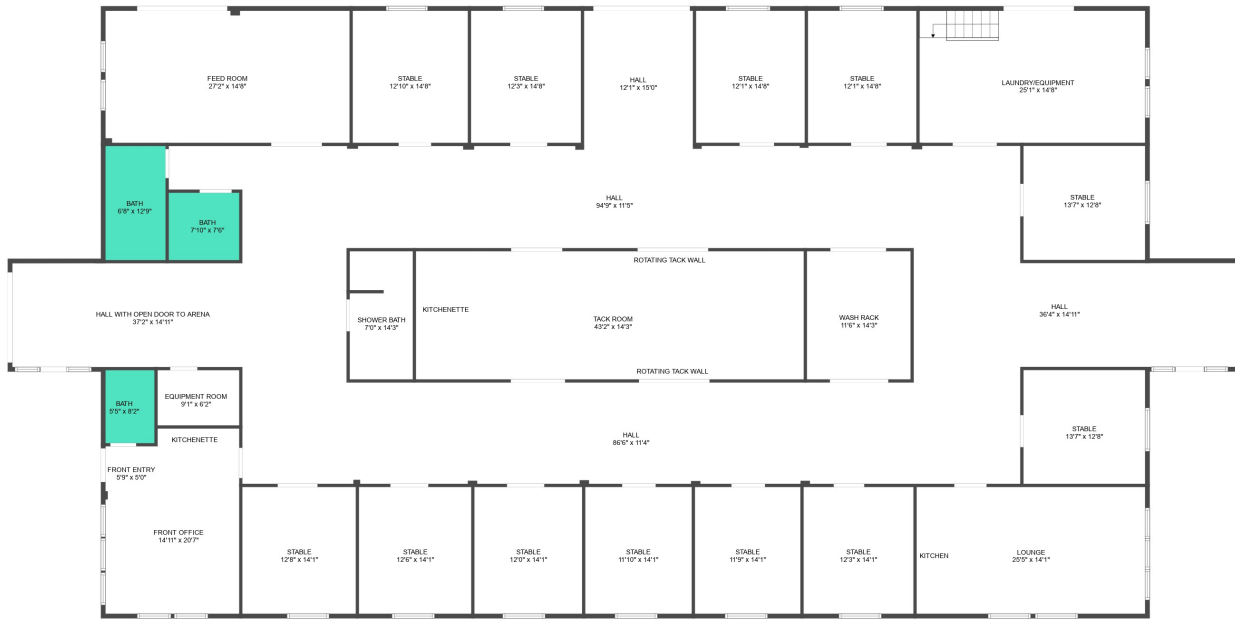 FEED ROOM
27'2" x 14'8"
STABLE
12'10" x 14'8"
STABLE
12'3" x 14'8"
HALL
12'1" x 15'0"
STABLE
12'1" x 14'8"
STABLE
12'1" x 14'8"
LAUNDRY/EQUIPMENT
25'1" x 14'8"
BATH
6'8" x 12'9"
BATH
7'10" x 7'6"
HALL
94'9" x 11'5"
STABLE
13'7" x 12'8"
ROTATING TACK WALL
HALL WITH OPEN DOOR TO ARENA
37'2" x 14'11"
SHOWER BATH
7'0" x 14'3"
KITCHENETTE
TACK ROOM
43'2" x 14'3"
WASH RACK
11'6" x 14'3"
HALL
36'4" x 14'11"
ROTATING TACK WALL
BATH
5'5" x 8'2"
EQUIPMENT ROOM
9'1" x 6'2"
KITCHENETTE
HALL
86'6" x 11'4"
STABLE
13'7" x 12'8"
FRONT ENTRY
5'9" x 5'0"
FRONT OFFICE
14'11" x 20'7"
STABLE
12'8" x 14'1"
STABLE
12'6" x 14'1"
STABLE
12'0" x 14'1"
STABLE
11'10" x 14'1"
STABLE
11'9" x 14'1"
STABLE
12'3" x 14'1"
KITCHEN
LOUNGE
25'5" x 14'1"